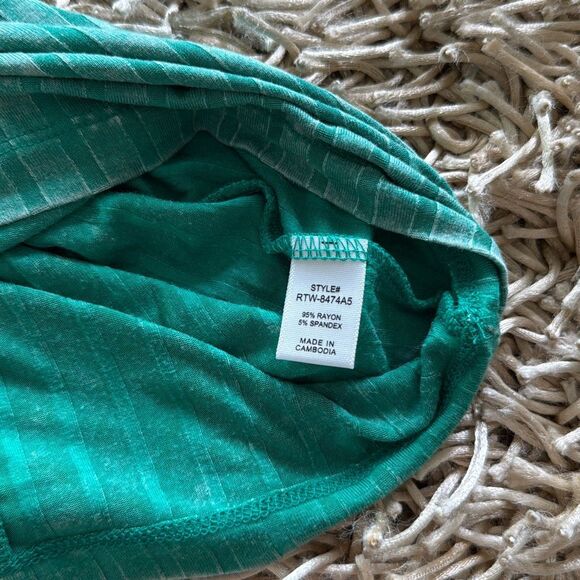 STYLE#
RTW-8474A5
95% RAYON
5% SPANDEX
MADE IN
CAMBODIA